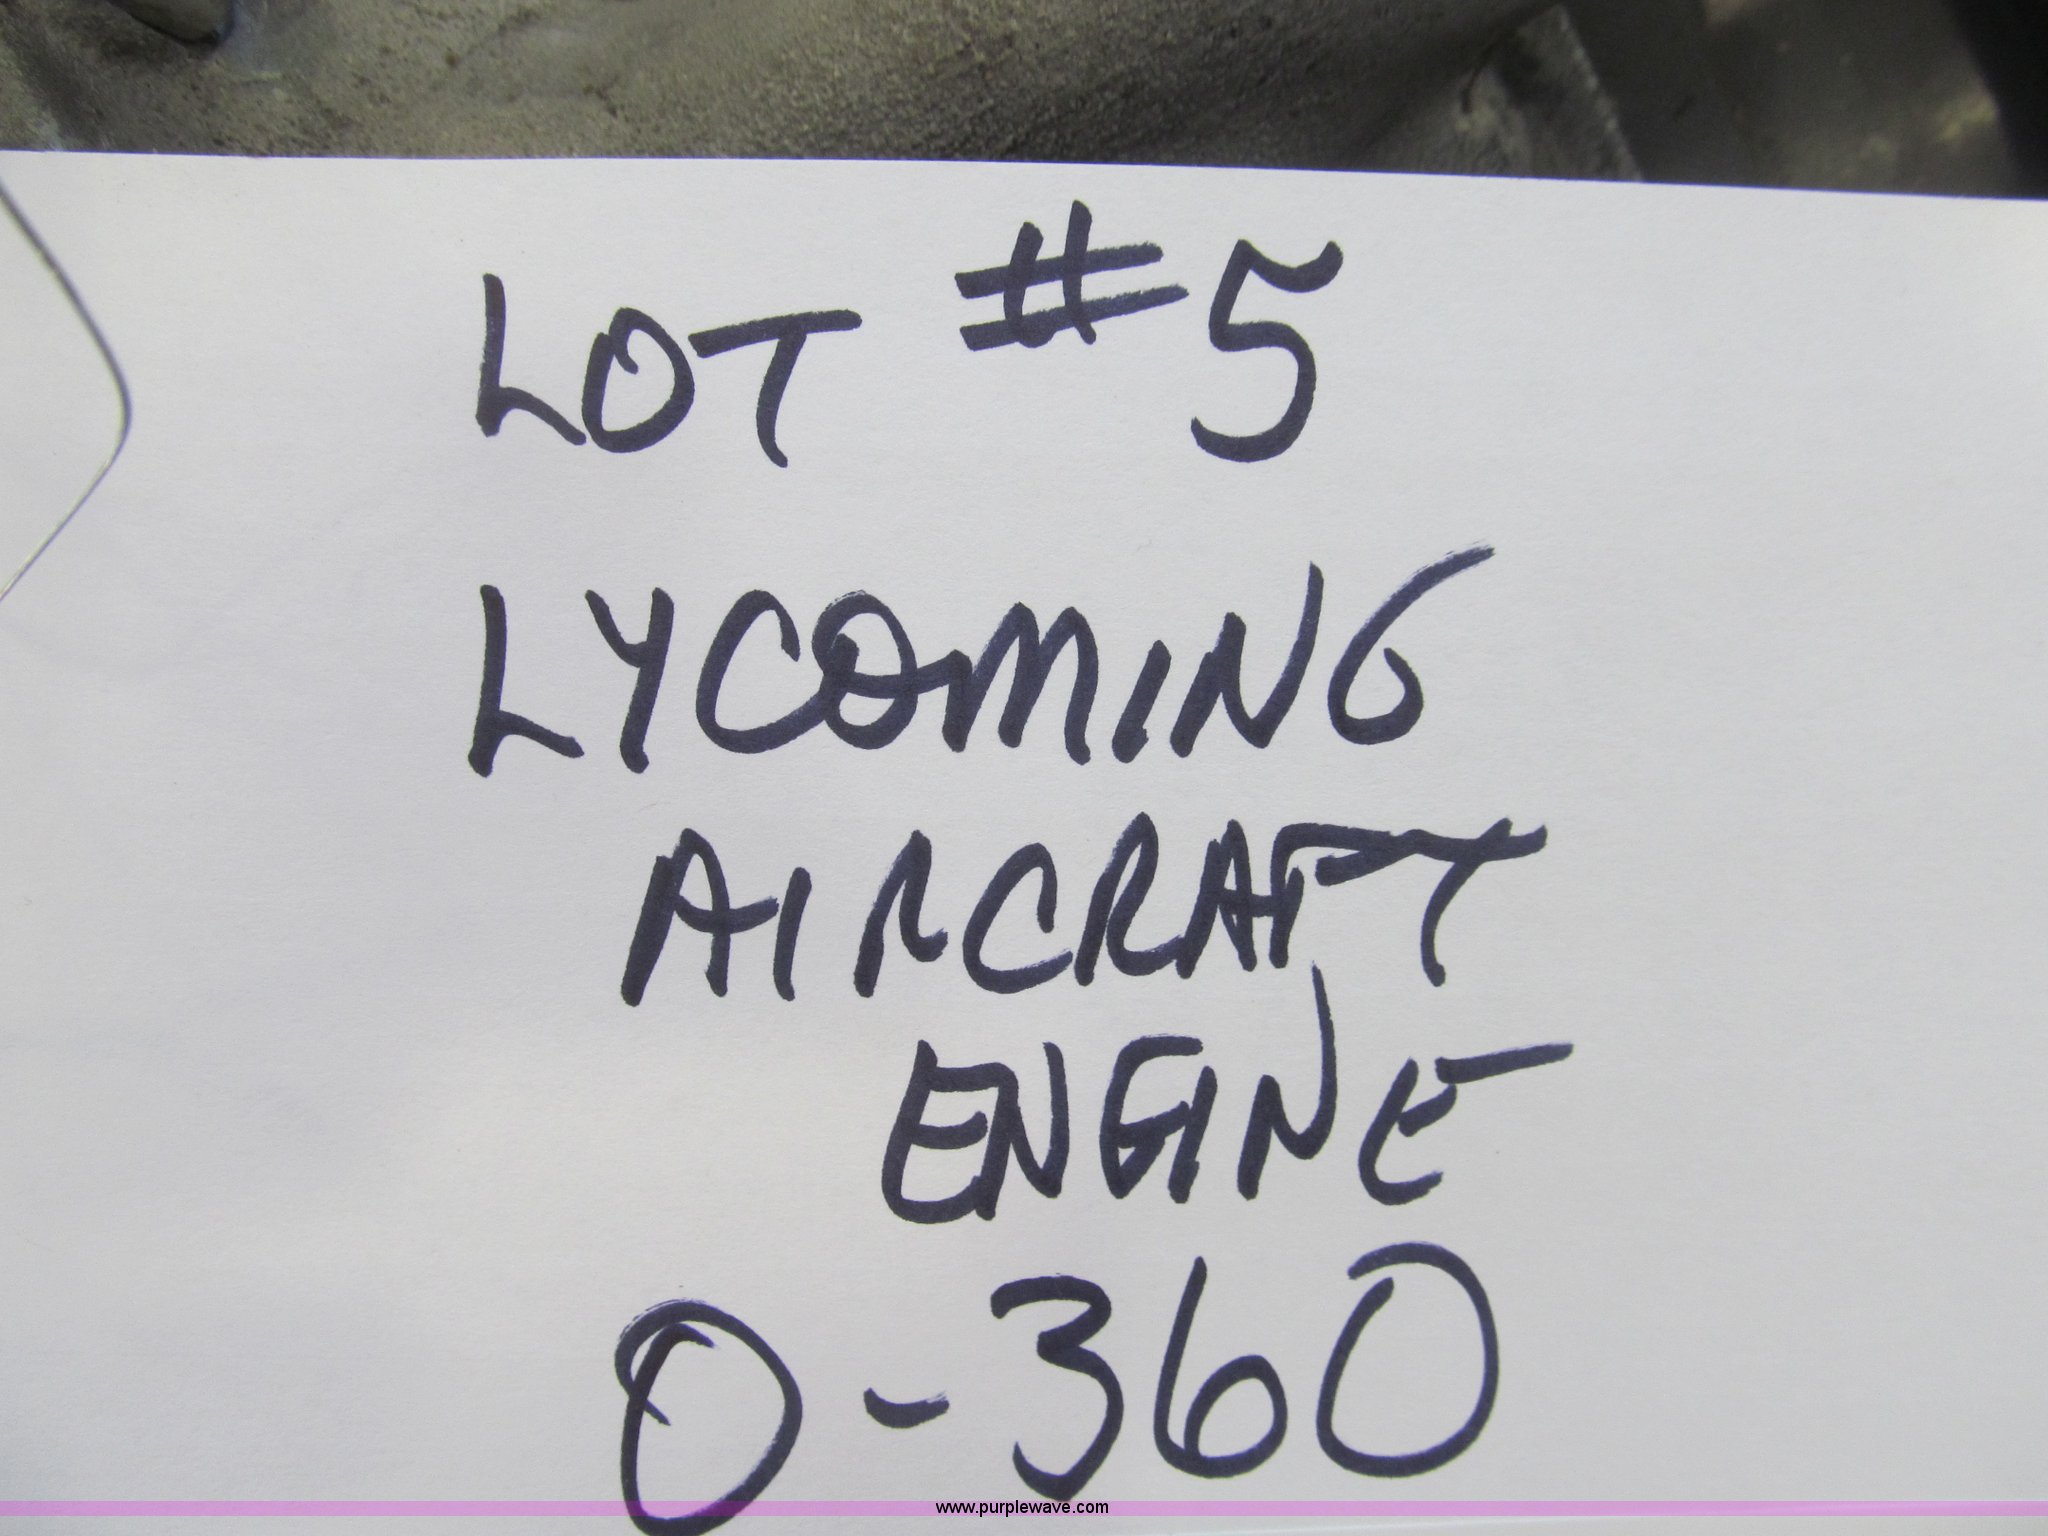 LOT #5
LYCOMING
AIRCRAFT
ENGINE
O-360
www.purplewave.com